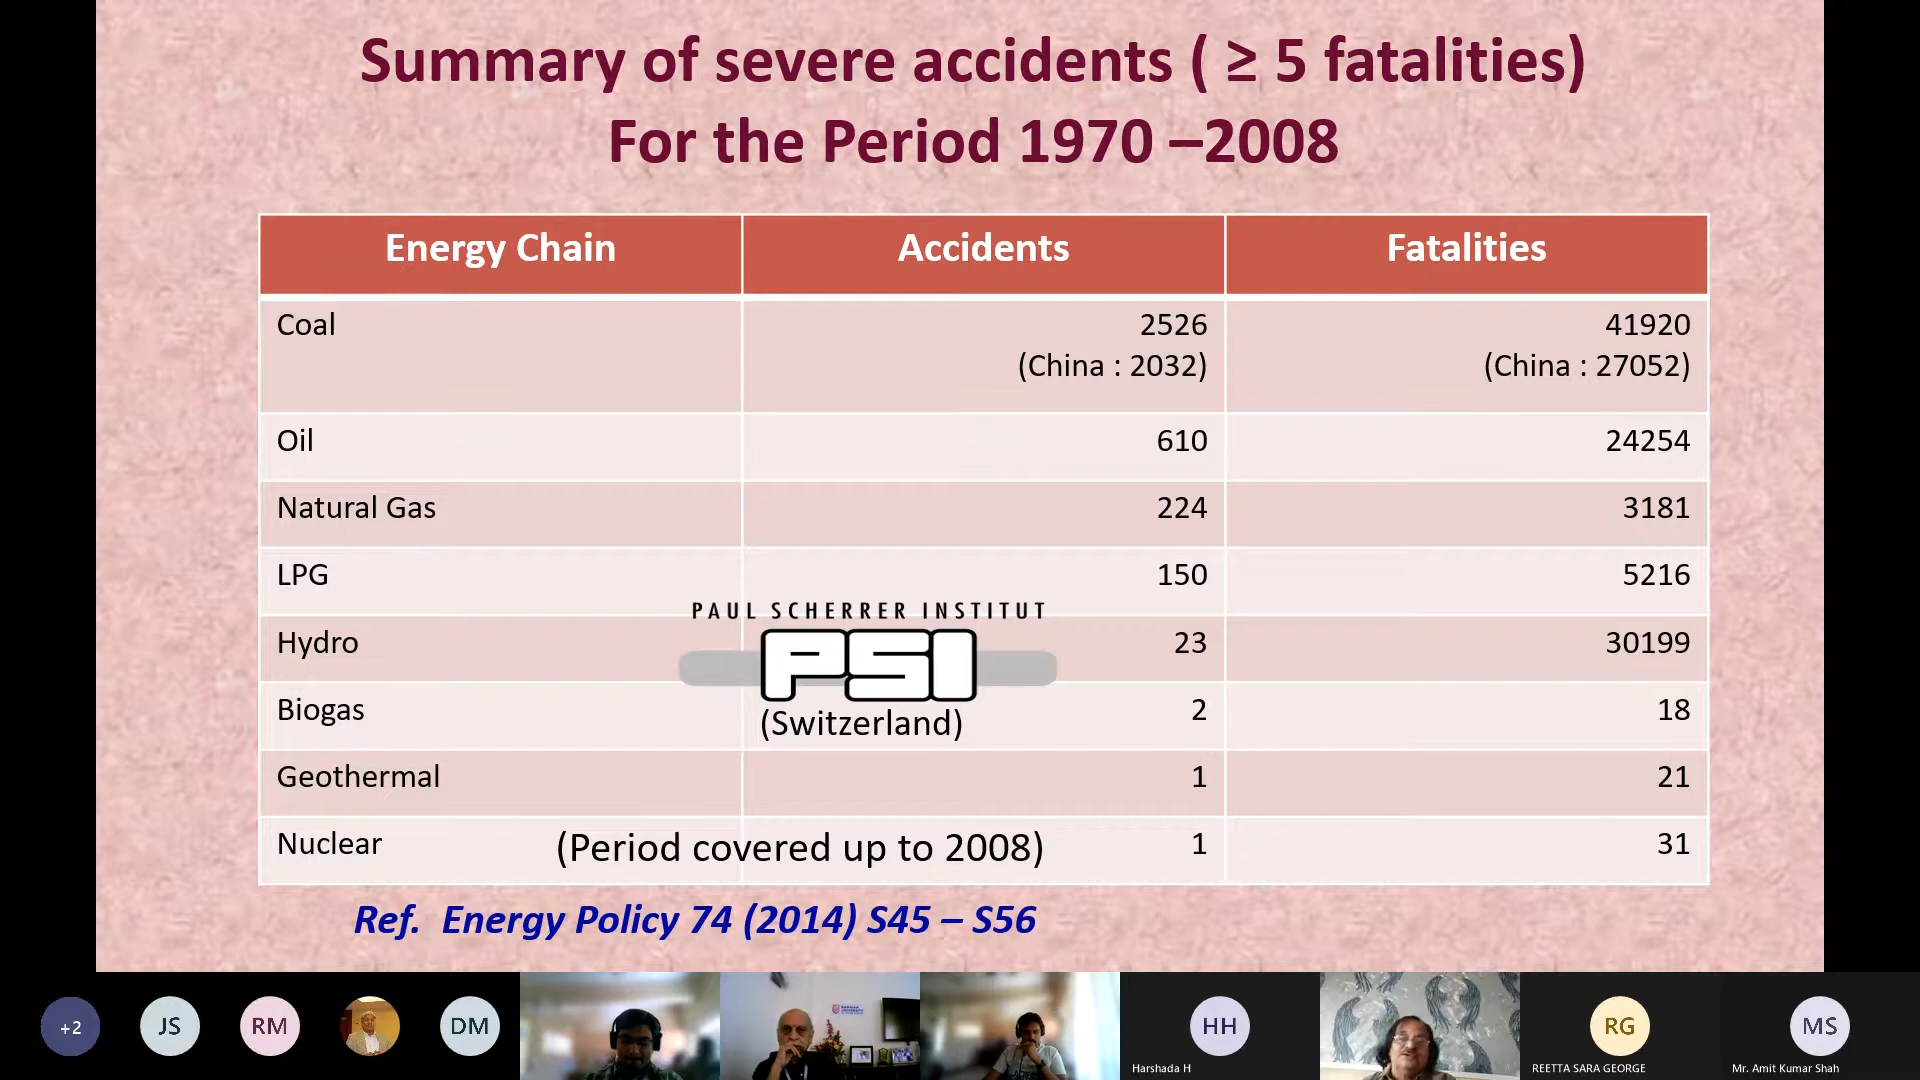 Summary of severe accidents ( ≥ 5 fatalities)
For the Period 1970 –2008
Energy Chain Accidents Fatalities
Coal 2526 41920
(China : 2032) (China : 27052)
Oil 610 24254
Natural Gas 224 3181
LPG 150 5216
PAUL SCHERRER INSTITUT
Hydro 23 30199
PSI
Biogas 2 18
(Switzerland)
Geothermal 1 21
Nuclear (Period covered up to 2008) 1 31
Ref. Energy Policy 74 (2014) S45 – S56
+2 JS RM DM HH RG MS
Harshada H REETTA SARA GEORGE Mr. Amit Kumar Shah